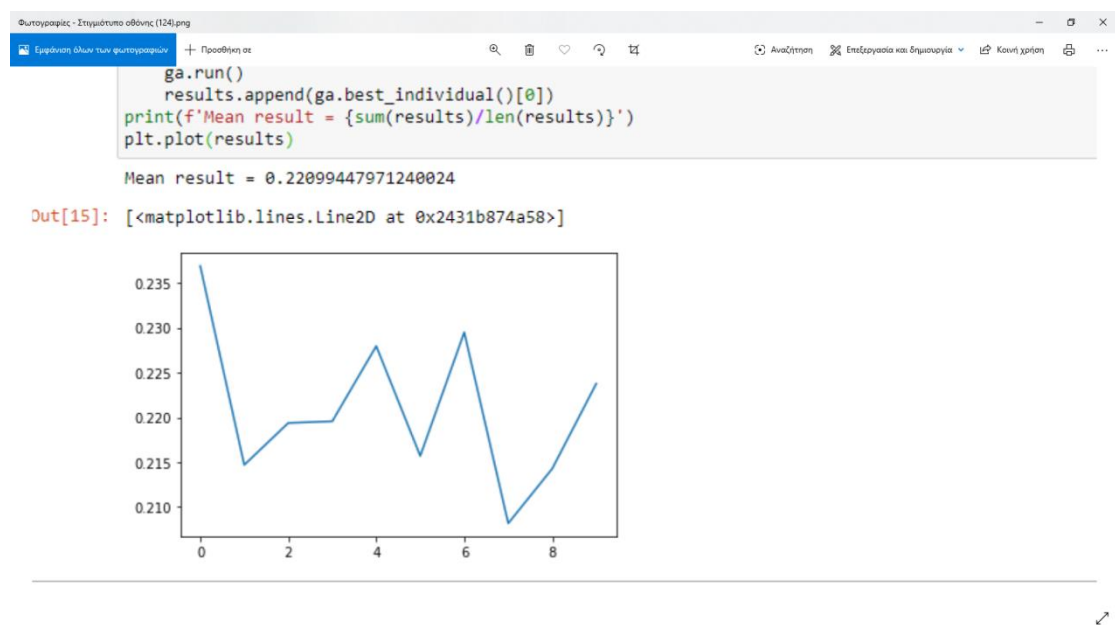 Φωτογραφίες - Στιγμιότυπο οθόνης (124).png
Εμφάνιση όλων των φωτογραφιών Προσθήκη σε Αναζήτηση Επεξεργασία και δημιουργία Κοινή χρήση
ga.run()
results.append(ga.best_individual()[0])
print(f'Mean result = {sum(results)/len(results)}')
plt.plot(results)
Mean result = 0.22099447971240024
Out[15]: [<matplotlib.lines.Line2D at 0x2431b874a58>]
0.235
0.230
0.225
0.220
0.215
0.210
0 2 4 6 8